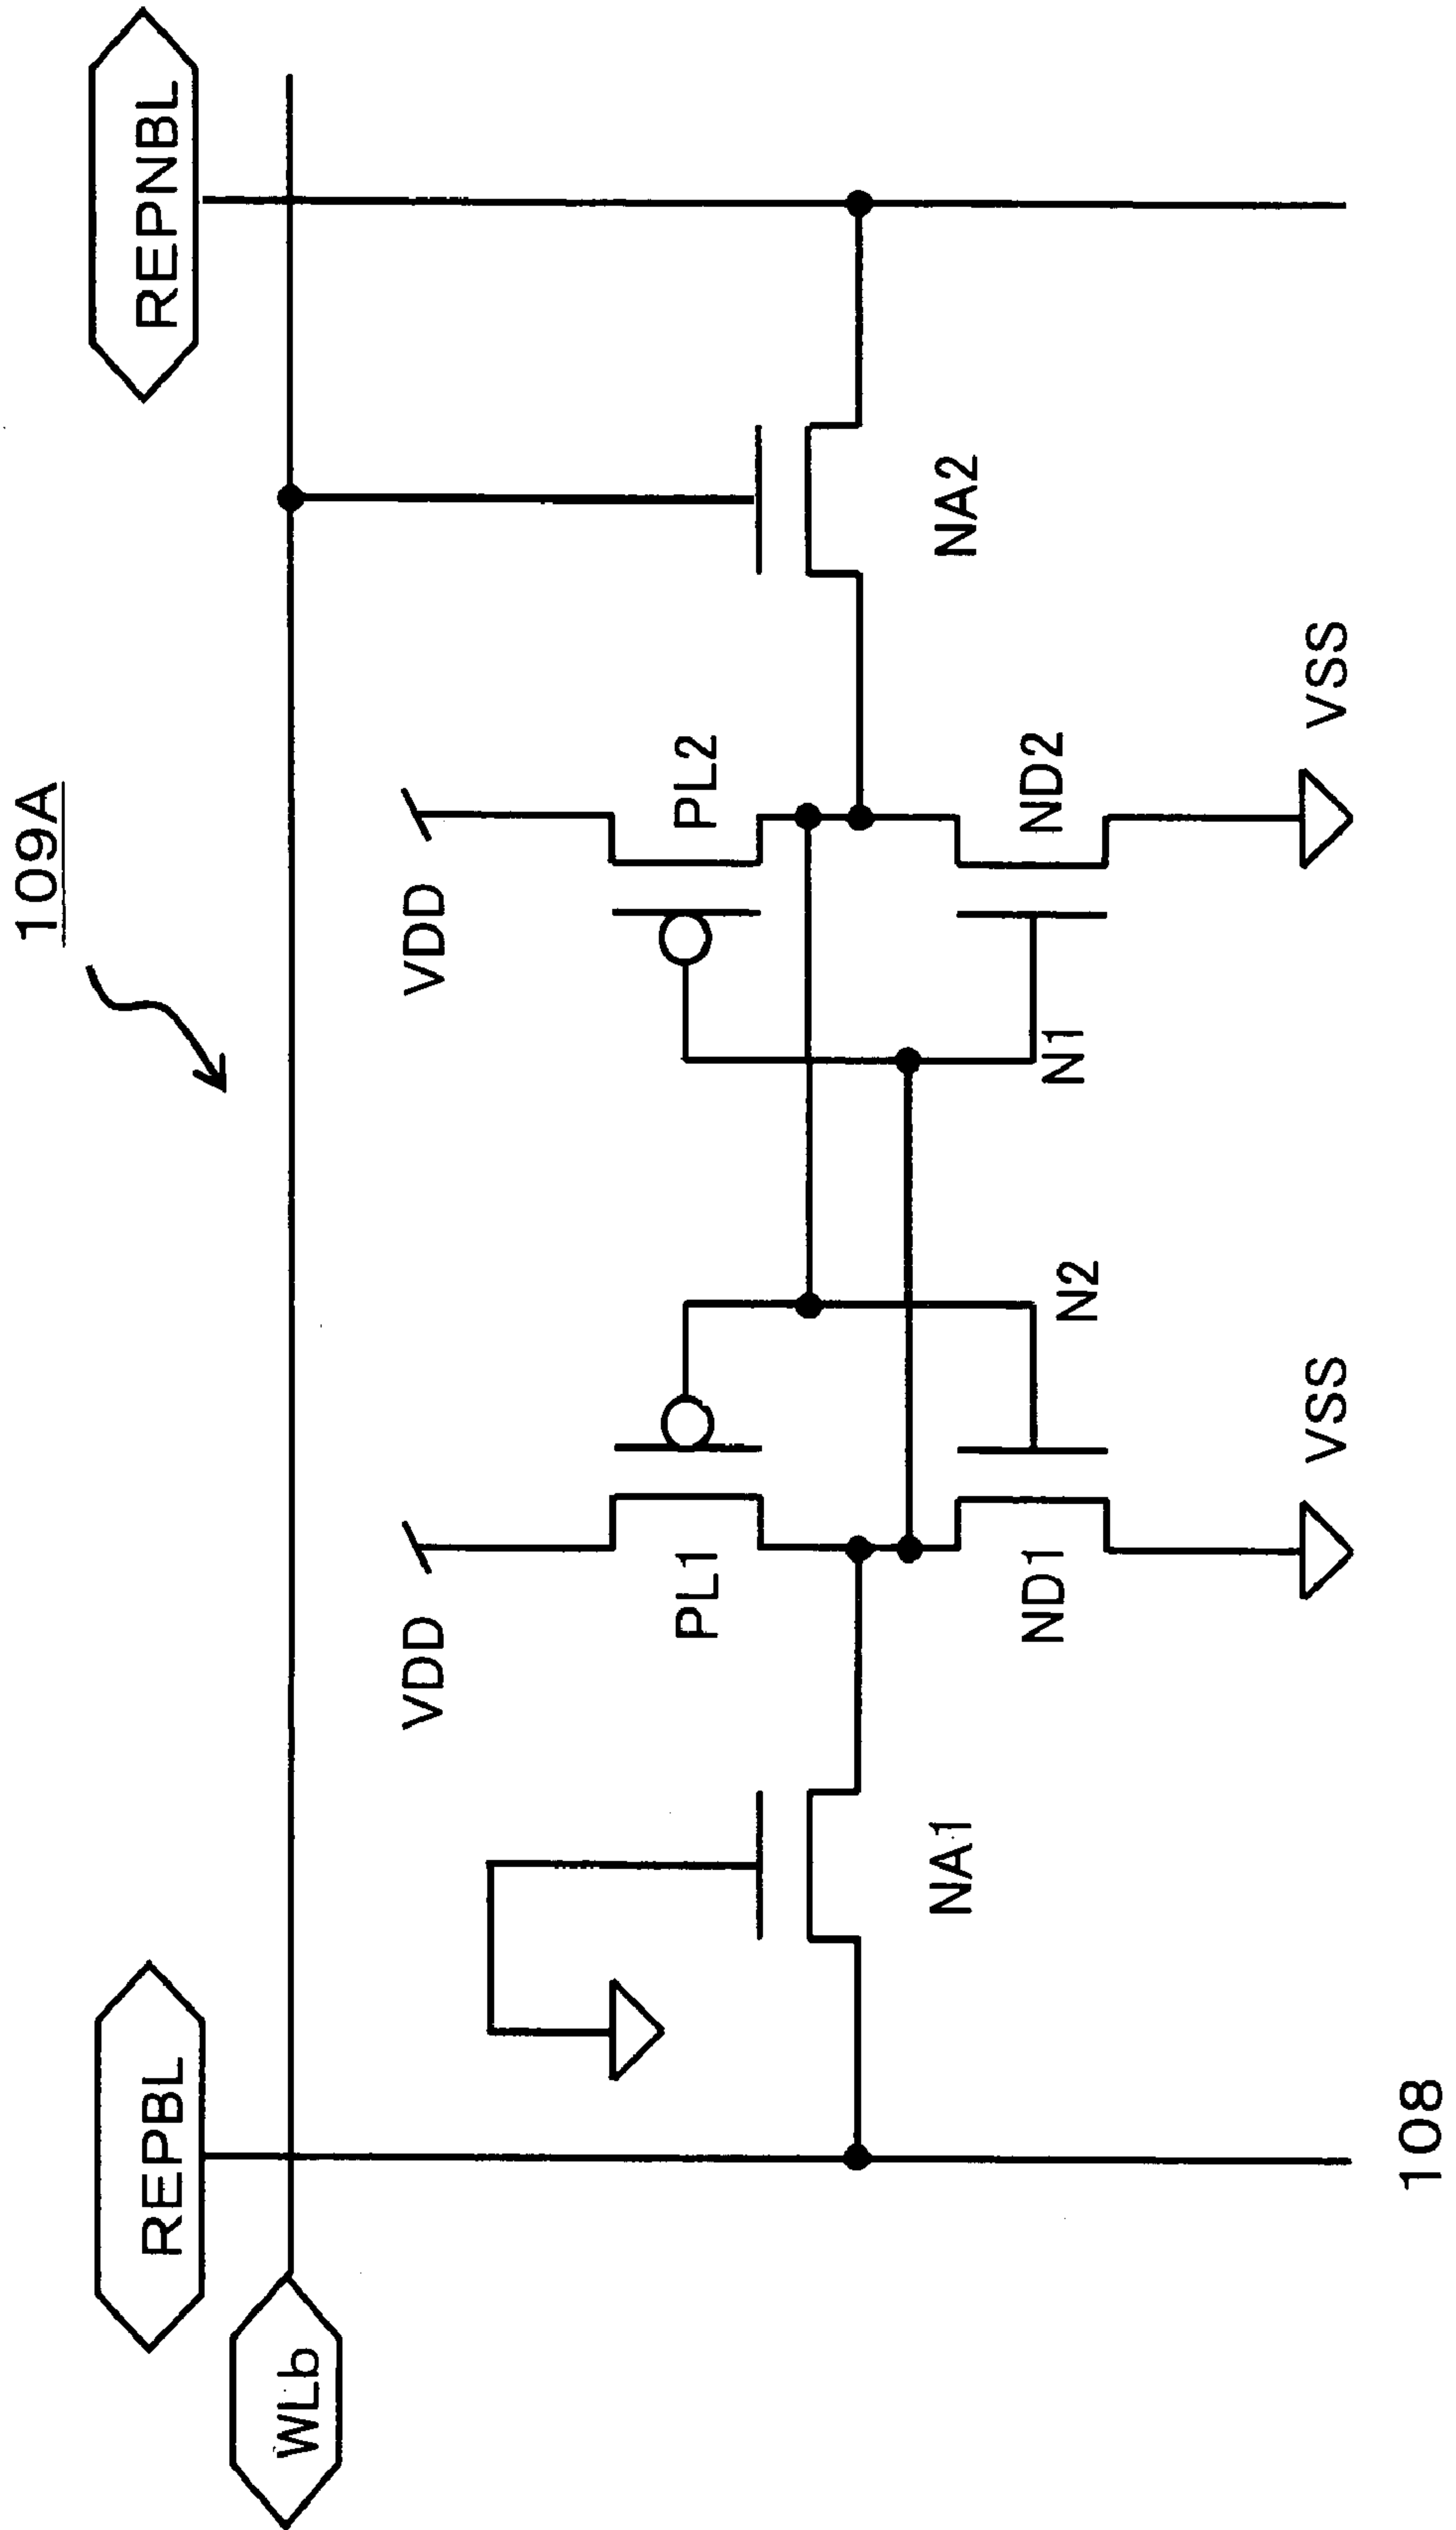 109A
REPBL
REPNBL
WLb
VDD
VDD
PL1
PL2
NA1
NA2
ND1
N2
N1
ND2
VSS
VSS
108